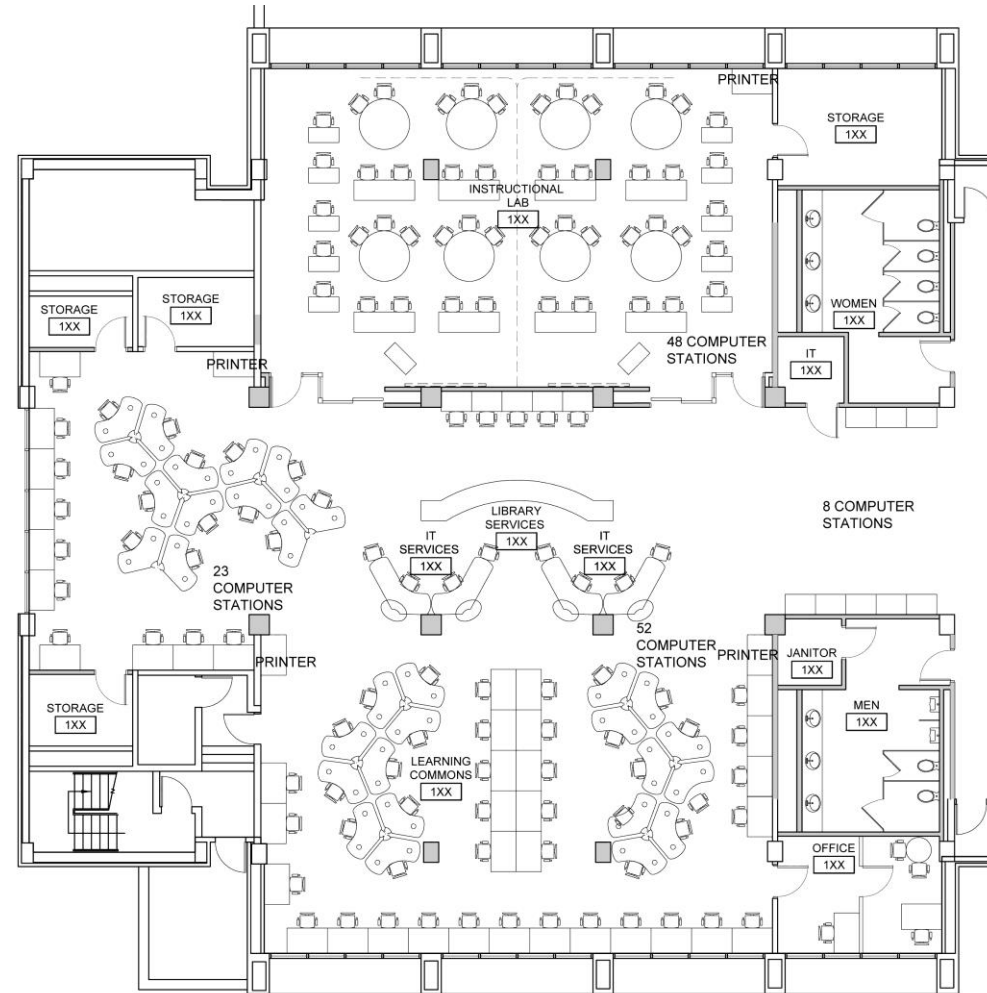 PRINTER
STORAGE
1XX
INSTRUCTIONAL
LAB
1XX
STORAGE
1XX
STORAGE
1XX
WOMEN
1XX
48 COMPUTER
STATIONS
PRINTER
IT
1XX
LIBRARY
SERVICES
1XX
8 COMPUTER
STATIONS
IT
SERVICES
1XX
IT
SERVICES
1XX
23
COMPUTER
STATIONS
52
COMPUTER
STATIONS
PRINTER
PRINTER
JANITOR
1XX
STORAGE
1XX
MEN
1XX
LEARNING
COMMONS
1XX
OFFICE
1XX